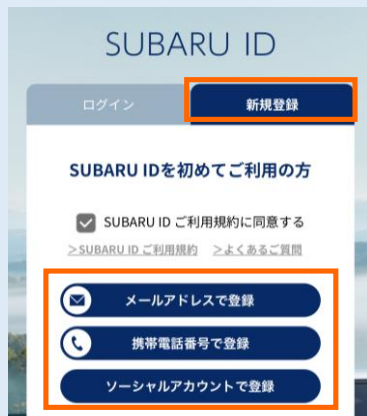 SUBARU ID
ログイン 新規登録
SUBARU IDを初めてご利用の方
SUBARU ID ご利用規約に同意する
＞SUBARU ID ご利用規約 ＞よくあるご質問
メールアドレスで登録
携帯電話番号で登録
ソーシャルアカウントで登録